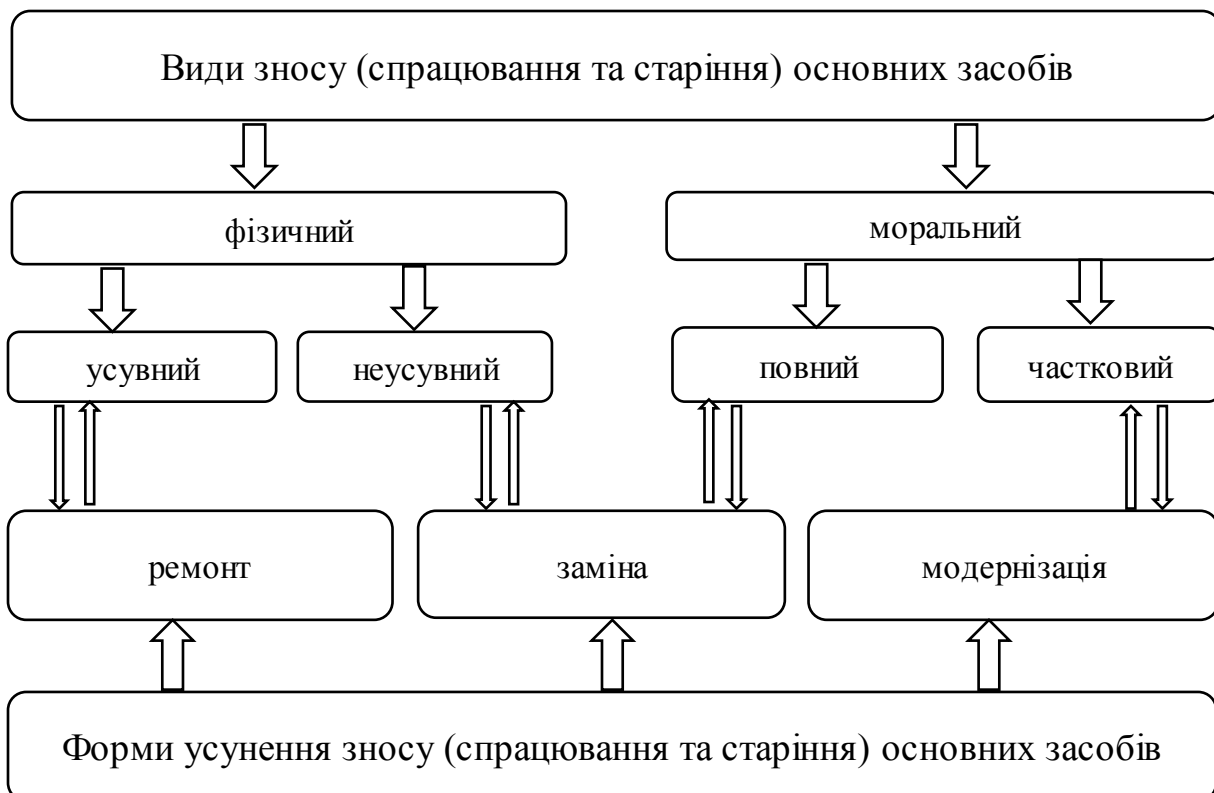 Види зносу (спрацювання та старіння) основних засобів
фізичний
моральний
усувний
неусувний
повний
частковий
ремонт
заміна
модернізація
Форми усунення зносу (спрацювання та старіння) основних засобів